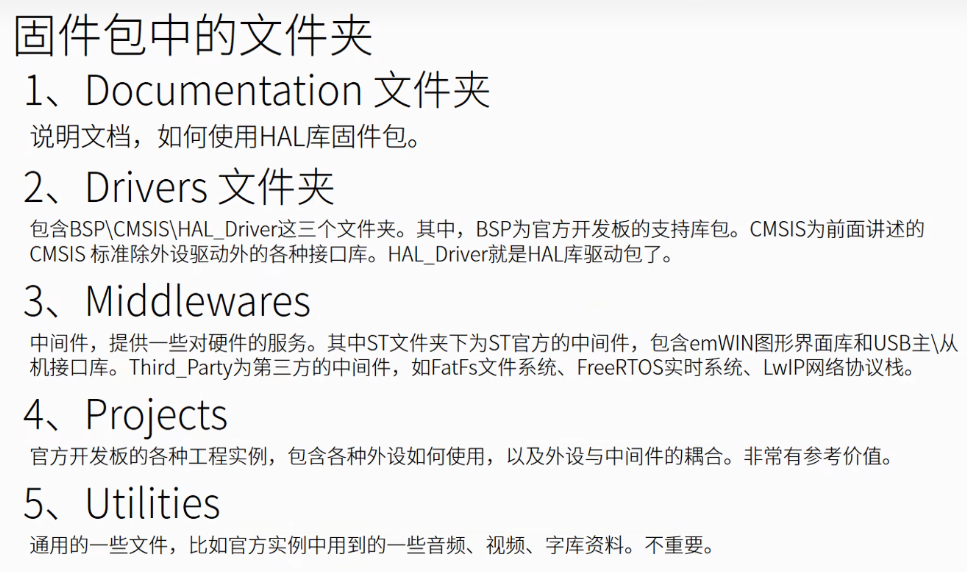 固件包中的文件夹
1、Documentation 文件夹
说明文档，如何使用HAL库固件包。
2、Drivers 文件夹
包含BSP\CMSIS\HAL_Driver这三个文件夹。其中，BSP为官方开发板的支持库包。CMSIS为前面讲述的
CMSIS 标准除外设驱动外的各种接口库。HAL_Driver就是HAL库驱动包了。
3、Middlewares
中间件，提供一些对硬件的服务。其中ST文件夹下为ST官方的中间件，包含emWIN图形界面库和USB主\从
机接口库。Third_Party为第三方的中间件，如FatFs文件系统、FreeRTOS实时系统、LwIP网络协议栈。
4、Projects
官方开发板的各种工程实例，包含各种外设如何使用，以及外设与中间件的耦合。非常有参考价值。
5、Utilities
通用的一些文件，比如官方实例中用到的一些音频、视频、字库资料。不重要。